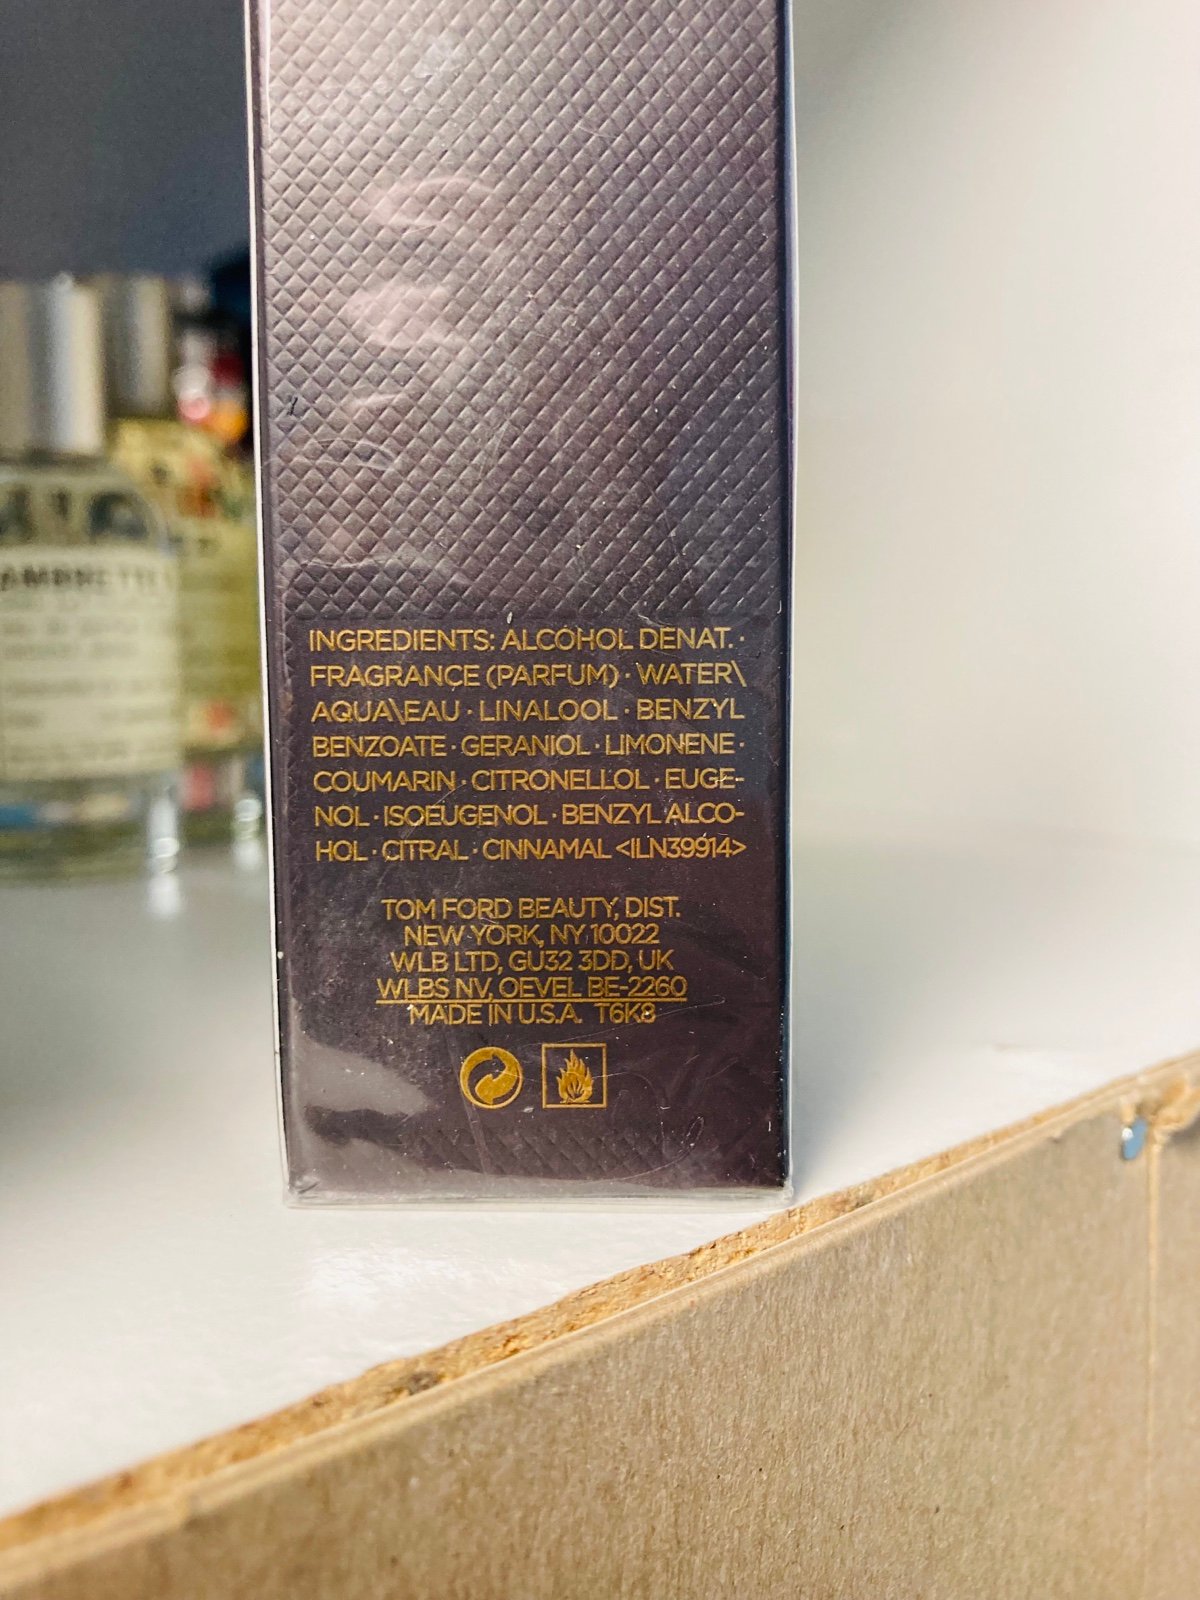 INGREDIENTS: ALCOHOL DENAT. ·
FRAGRANCE (PARFUM) · WATER\
AQUA\EAU · LINALOOL · BENZYL
BENZOATE · GERANIOL · LIMONENE ·
COUMARIN · CITRONELLOL · EUGE-
NOL · ISOEUGENOL · BENZYL ALCO-
HOL · CITRAL · CINNAMAL <ILN39914>
TOM FORD BEAUTY, DIST.
NEW YORK, NY 10022
WLB LTD, GU32 3DD, UK
WLBS NV, OEVEL BE-2260
MADE IN U.S.A. T6K8